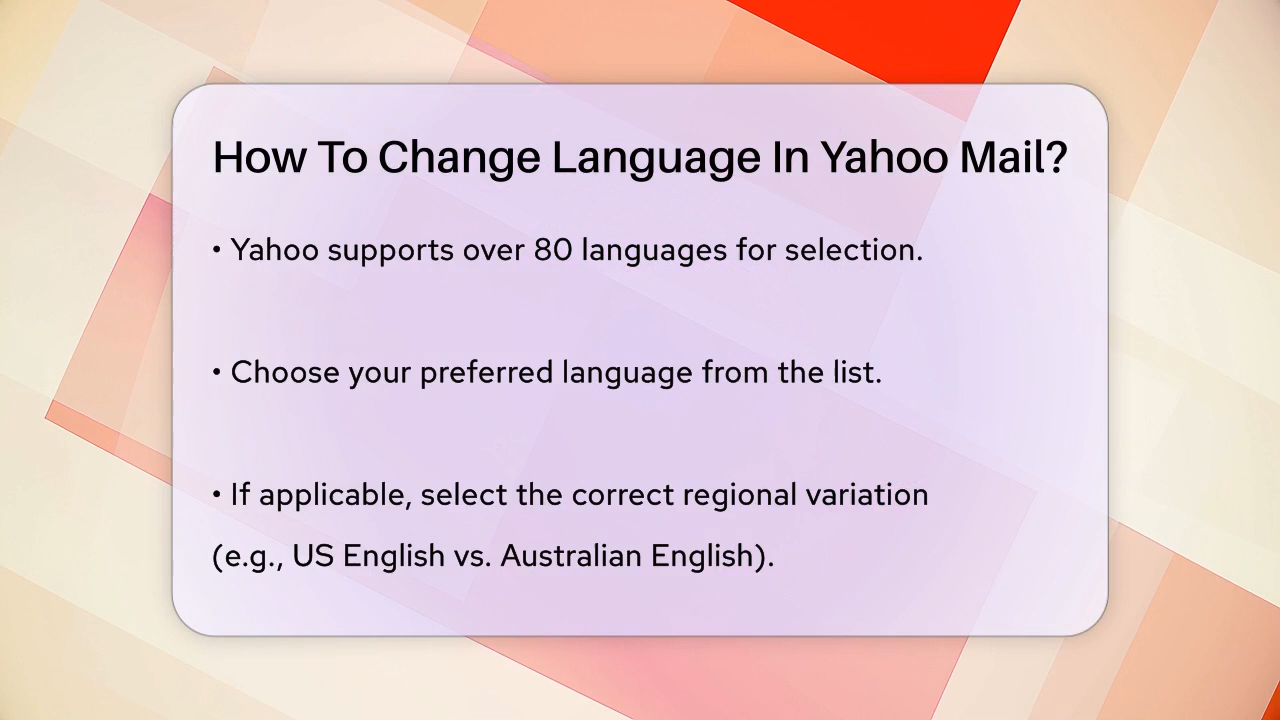 How To Change Language In Yahoo Mail?
• Yahoo supports over 80 languages for selection.
• Choose your preferred language from the list.
• If applicable, select the correct regional variation
(e.g., US English vs. Australian English).